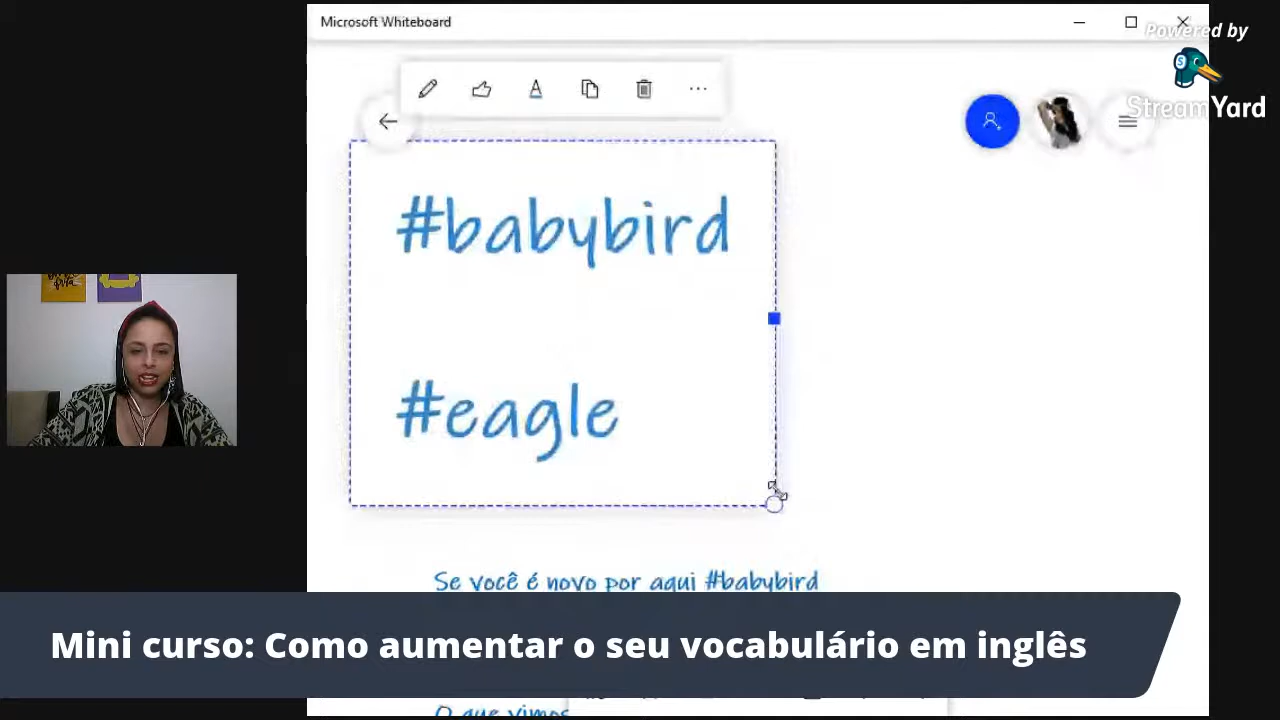 Microsoft Whiteboard
Powered by
StreamYard
#babybird
#eagle
Se você é novo por aqui #babybird
Mini curso: Como aumentar o seu vocabulário em inglês
O que vimos